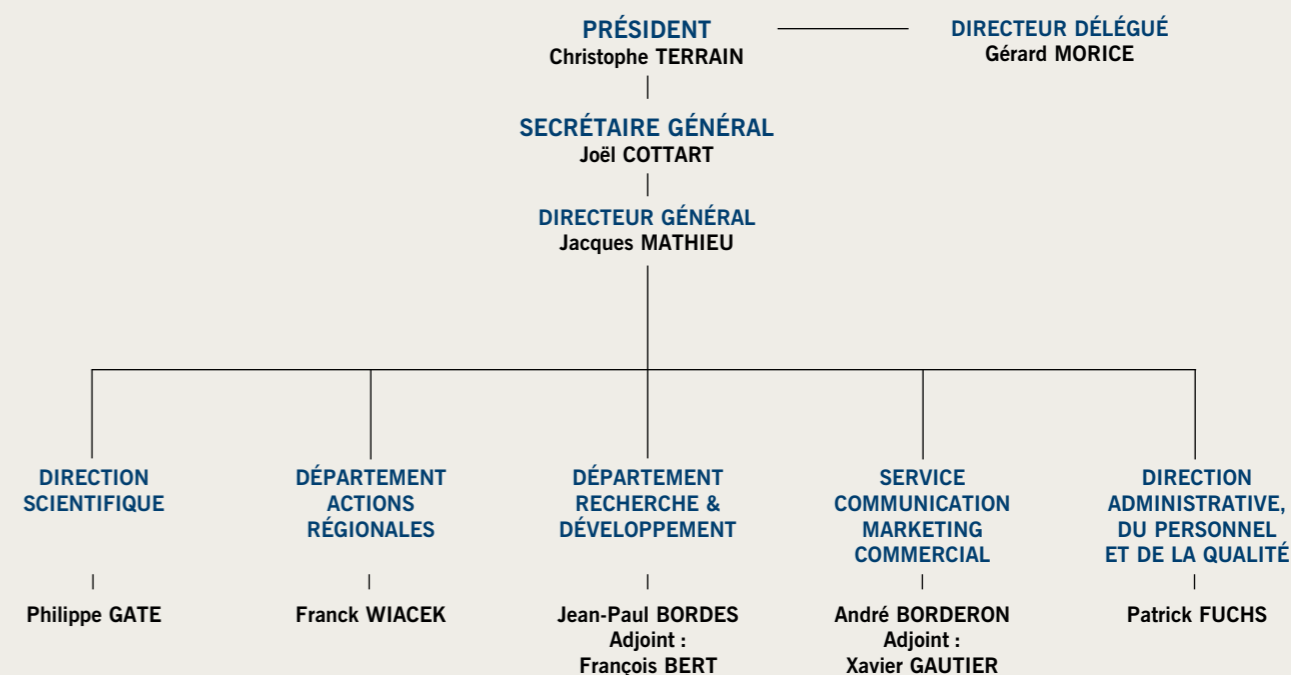 PRÉSIDENT
Christophe TERRAIN
DIRECTEUR DÉLÉGUÉ
Gérard MORICE
SECRÉTAIRE GÉNÉRAL
Joël COTTART
DIRECTEUR GÉNÉRAL
Jacques MATHIEU
DIRECTION
SCIENTIFIQUE
Philippe GATE
DÉPARTEMENT
ACTIONS
RÉGIONALES
Franck WIACEK
DÉPARTEMENT
RECHERCHE &
DÉVELOPPEMENT
Jean-Paul BORDES
Adjoint :
François BERT
SERVICE
COMMUNICATION
MARKETING
COMMERCIAL
André BORDERON
Adjoint :
Xavier GAUTIER
DIRECTION
ADMINISTRATIVE,
DU PERSONNEL
ET DE LA QUALITÉ
Patrick FUCHS